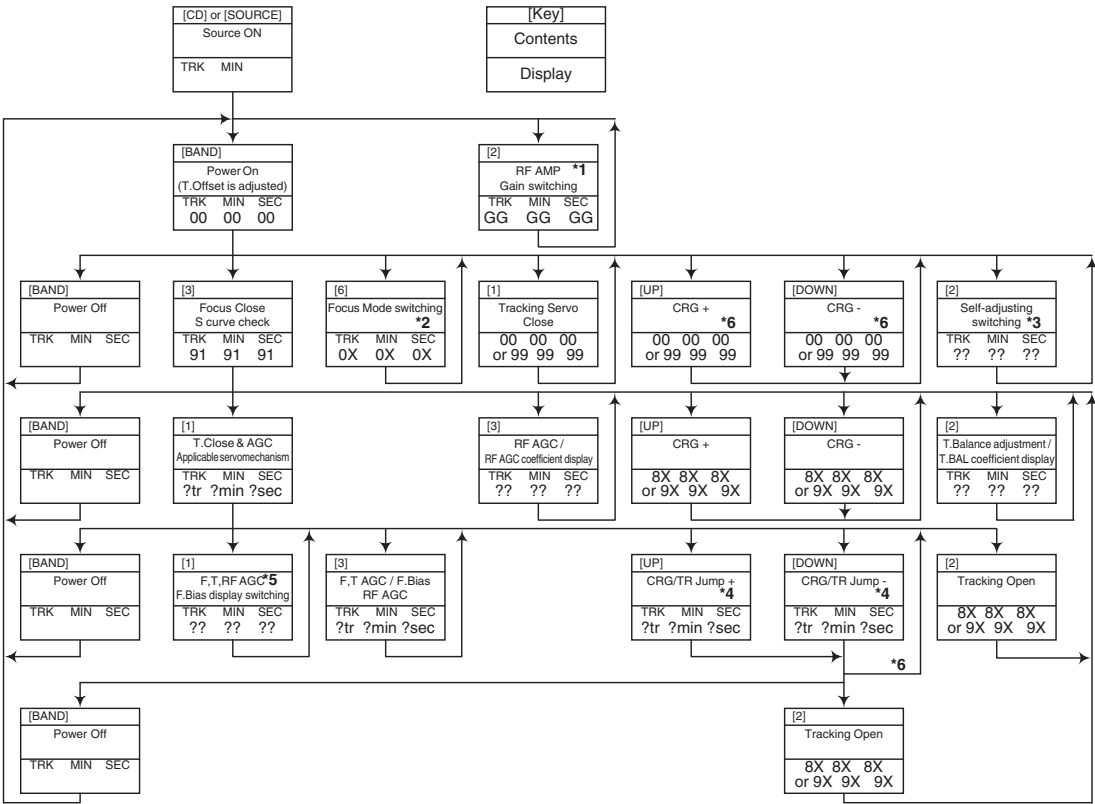 [CD] or [SOURCE]
Source ON
TRK MIN
[Key]
Contents
Display
[BAND]
Power On
(T.Offset is adjusted)
TRK MIN SEC
00 00 00
[2]
RF AMP *1
Gain switching
TRK MIN SEC
GG GG GG
[BAND]
Power Off
TRK MIN SEC
[3]
Focus Close
S curve check
TRK MIN SEC
91 91 91
[6]
Focus Mode switching
*2
TRK MIN SEC
0X 0X 0X
[1]
Tracking Servo
Close
00 00 00
or 99 99 99
[UP]
CRG +
*6
00 00 00
or 99 99 99
[DOWN]
CRG -
*6
00 00 00
or 99 99 99
[2]
Self-adjusting
switching *3
TRK MIN SEC
?? ?? ??
[BAND]
Power Off
TRK MIN SEC
[1]
T.Close & AGC
Applicable servomechanism
TRK MIN SEC
?tr ?min ?sec
[3]
RF AGC /
RF AGC coefficient display
TRK MIN SEC
?? ?? ??
[UP]
CRG +
8X 8X 8X
or 9X 9X 9X
[DOWN]
CRG -
8X 8X 8X
or 9X 9X 9X
[2]
T.Balance adjustment /
T.BAL coefficient display
TRK MIN SEC
?? ?? ??
[BAND]
Power Off
TRK MIN SEC
[1]
F,T,RF AGC *5
F.Bias display switching
TRK MIN SEC
?? ?? ??
[3]
F,T AGC / F.Bias
RF AGC
TRK MIN SEC
?tr ?min ?sec
[UP]
CRG/TR Jump +
*4
TRK MIN SEC
?tr ?min ?sec
[DOWN]
CRG/TR Jump -
*4
TRK MIN SEC
?tr ?min ?sec
[2]
Tracking Open
8X 8X 8X
or 9X 9X 9X
*6
[BAND]
Power Off
TRK MIN SEC
[2]
Tracking Open
8X 8X 8X
or 9X 9X 9X